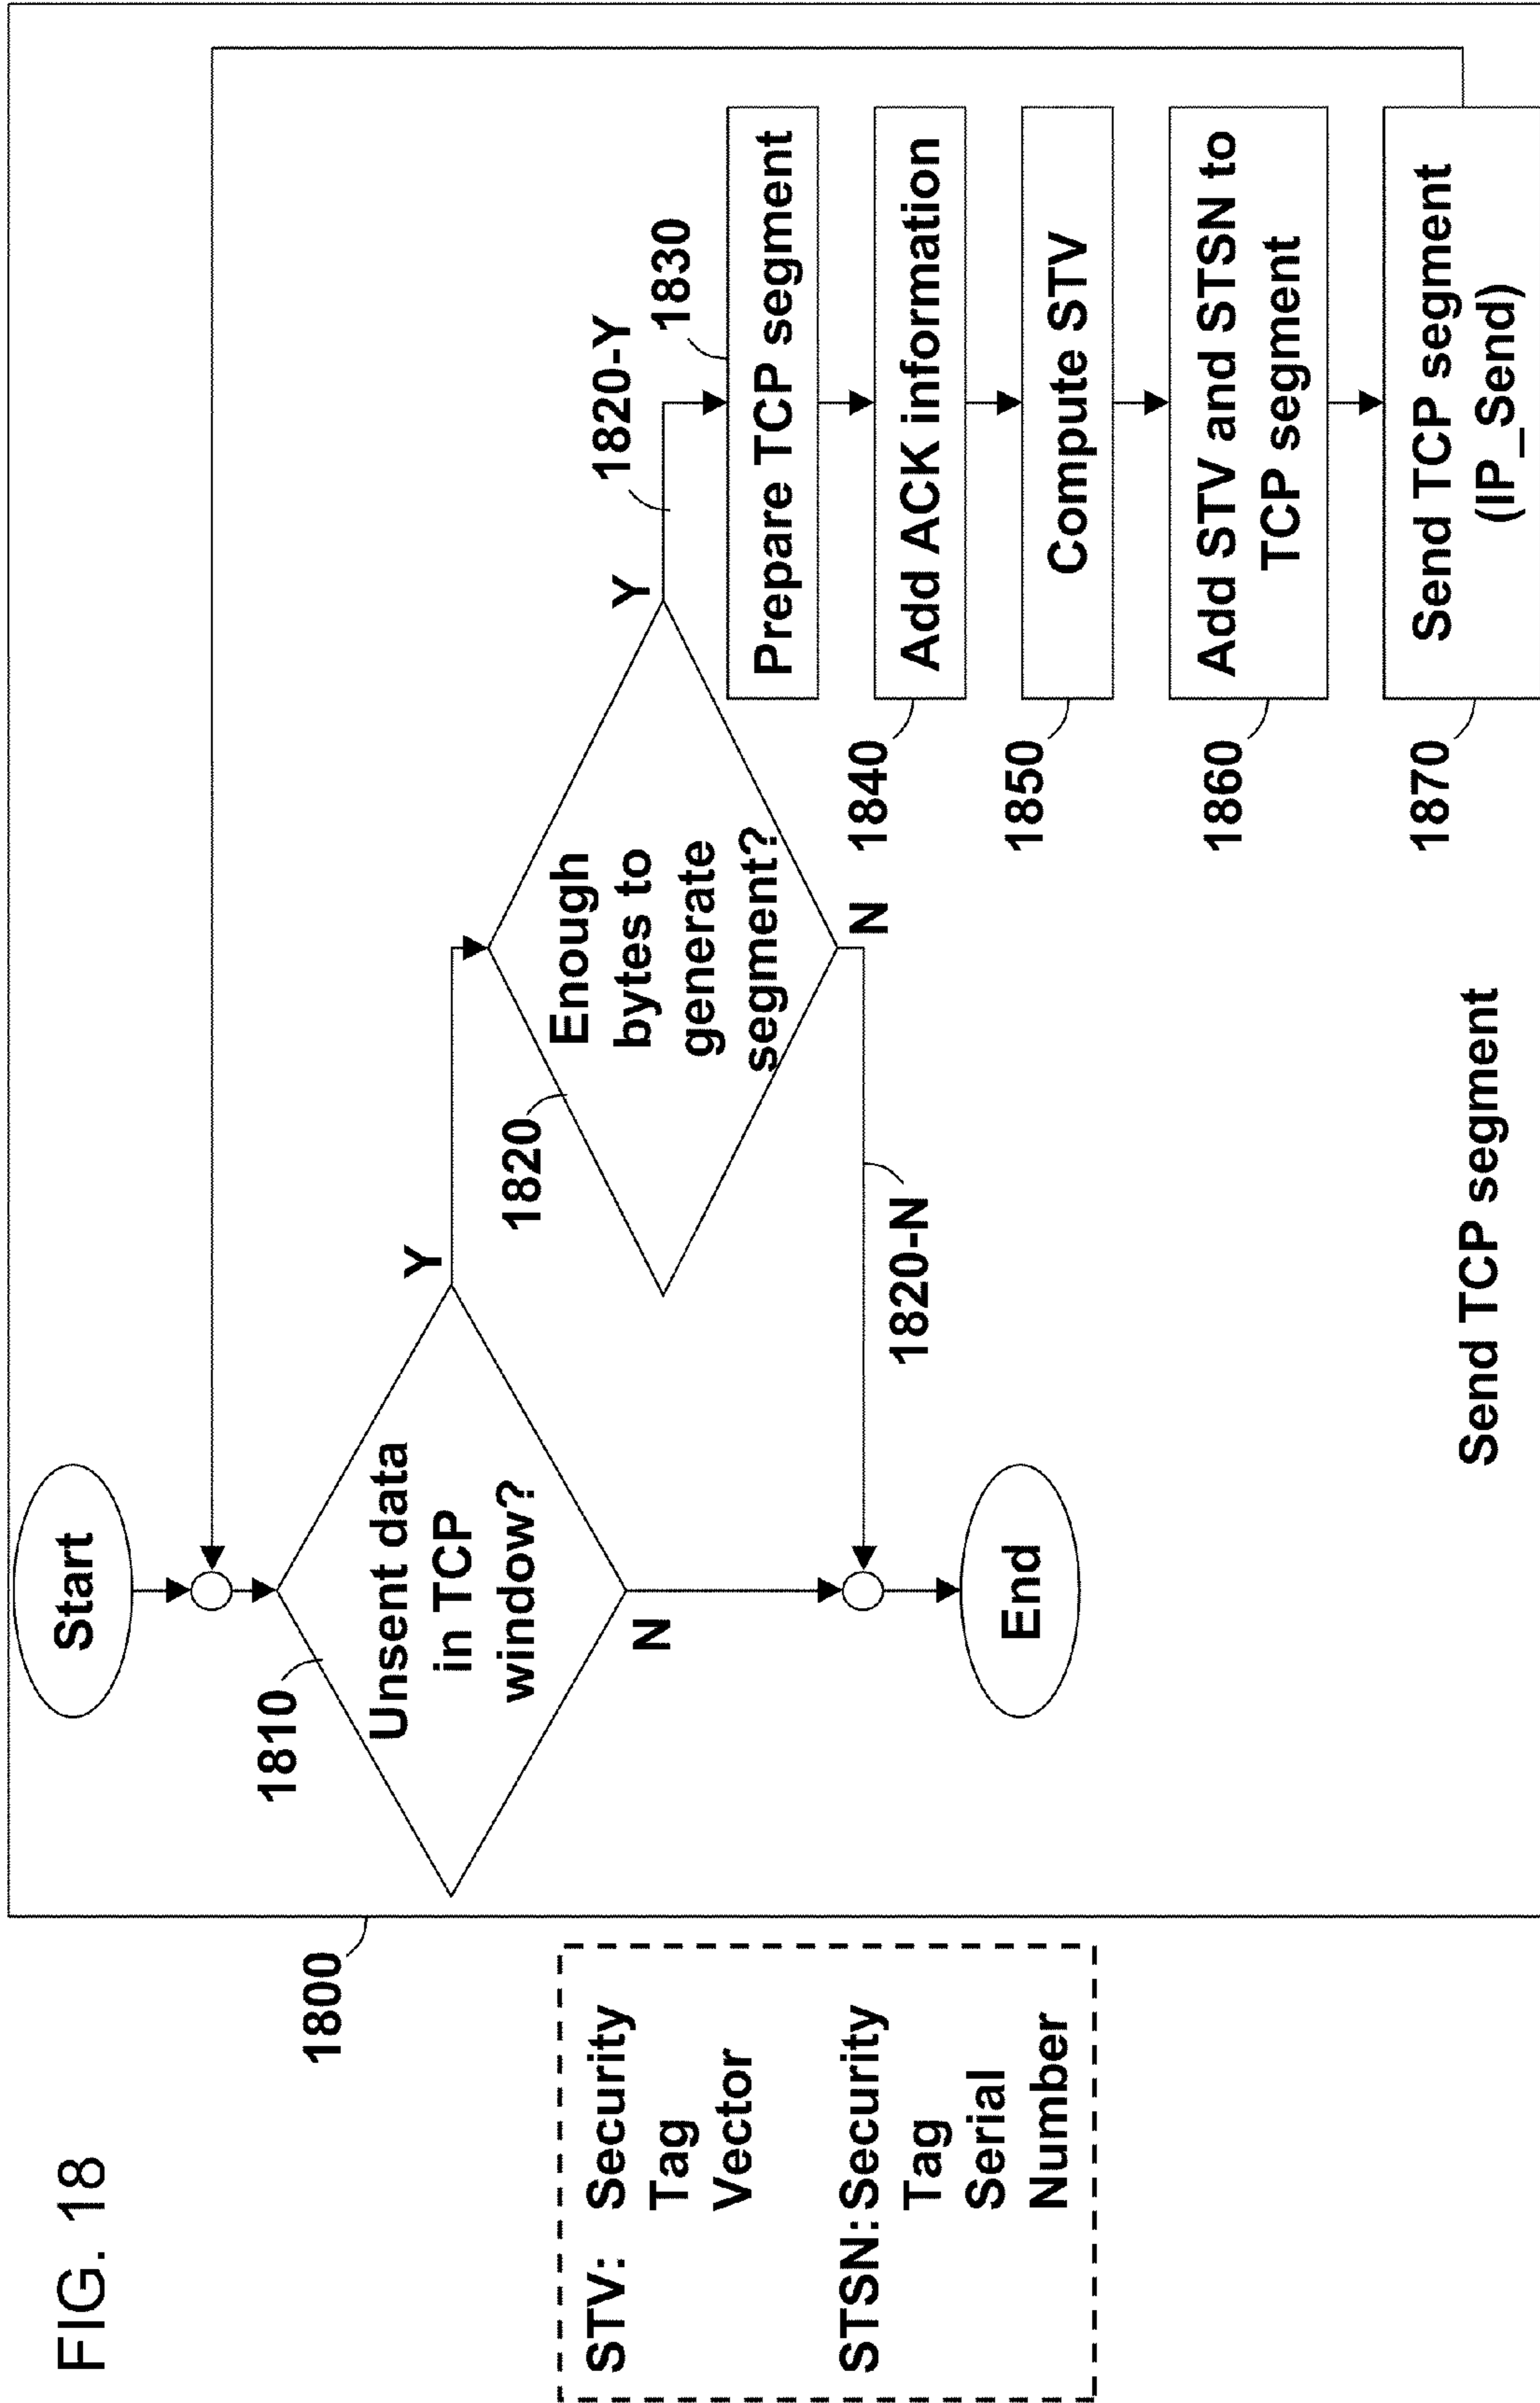 FIG. 18
1800
STV: Security
Tag
Vector
STSN:Security
Tag
Serial
Number
Start
1810
Unsent data
in TCP
window?
Y
N
1820
Enough
bytes to
generate
segment?
Y
N
1820-Y
1820-N
End
1830
Prepare TCP segment
1840
Add ACK information
1850
Compute STV
1860
Add STV and STSN to
TCP segment
1870
Send TCP segment
(IP_Send)
Send TCP segment